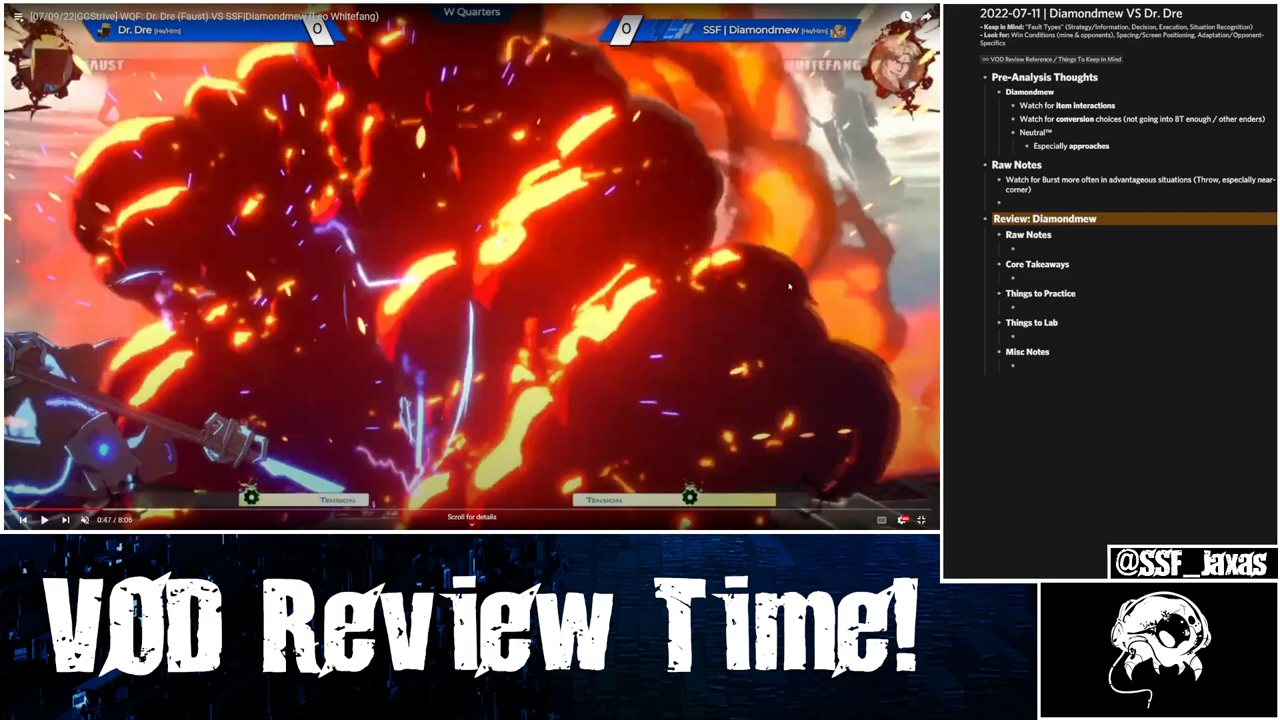 [07/09/22|GGStrive] WQF: Dr. Dre (Faust) VS SSF|Diamondmew (Leo Whitefang)
W Quarters
Dr. Dre [He/Him]
0
0
SSF | Diamondmew [He/Him]
FAUST
WHITEFANG
TENSION
TENSION
0:47 / 8:06
Scroll for details
2022-07-11 | Diamondmew VS Dr. Dre
- Keep in Mind: "Fault Types" (Strategy/Information, Decision, Execution, Situation Recognition)
- Look for: Win Conditions (mine & opponents), Spacing/Screen Positioning, Adaptation/Opponent-
Specifics
VOD Review Reference / Things To Keep In Mind
Pre-Analysis Thoughts
Diamondmew
Watch for item interactions
Watch for conversion choices (not going into BT enough / other enders)
Neutral™
Especially approaches
Raw Notes
Watch for Burst more often in advantageous situations (Throw, especially near-
corner)
Review: Diamondmew
Raw Notes
Core Takeaways
Things to Practice
Things to Lab
Misc Notes
@SSF_Jaxas
VOD Review Time!